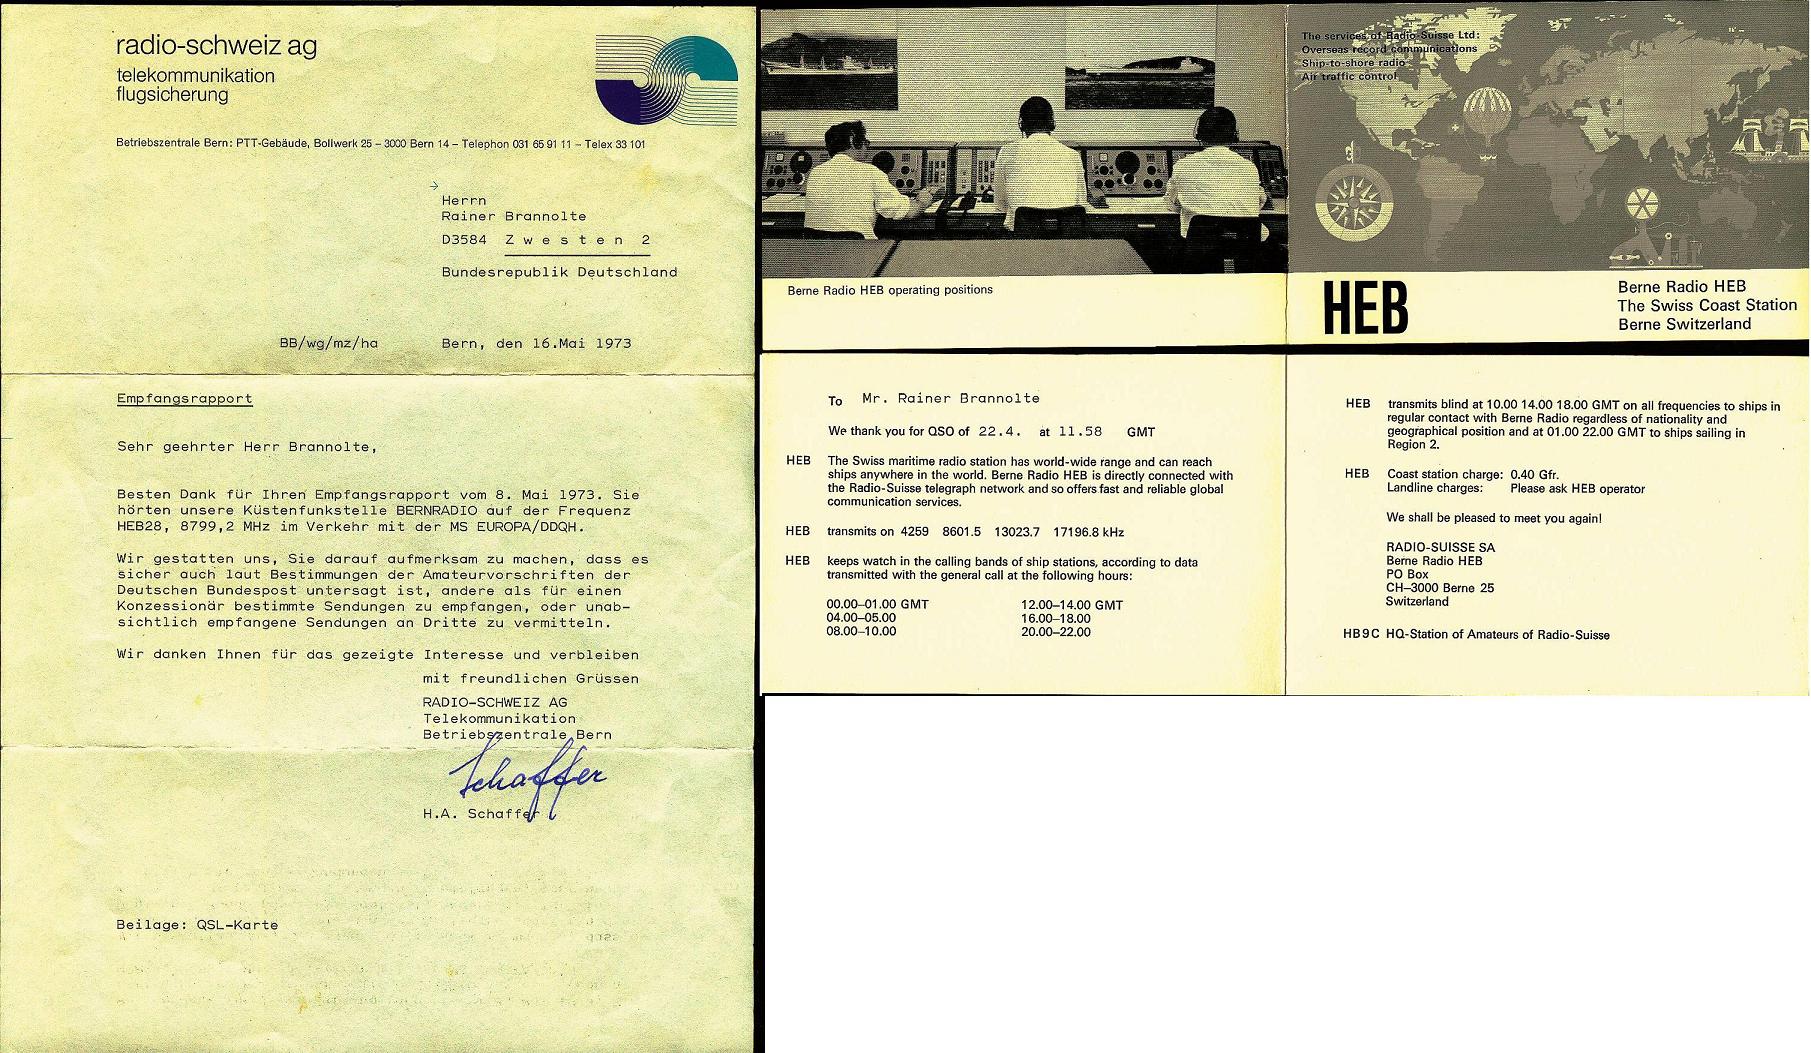 radio-schweiz ag
telekommunikation
flugsicherung
Betriebszentrale Bern: PTT-Gebäude, Bollwerk 25 – 3000 Bern 14 – Telephon 031 65 91 11 – Telex 33 101
Herrn
Rainer Brannolte
D3584 Z w e s t e n 2
Bundesrepublik Deutschland
BB/wg/mz/ha Bern, den 16.Mai 1973
Empfangsrapport
Sehr geehrter Herr Brannolte,
Besten Dank für Ihren Empfangsrapport vom 8. Mai 1973. Sie
hörten unsere Küstenfunkstelle BERNRADIO auf der Frequenz
HEB28, 8799,2 MHz im Verkehr mit der MS EUROPA/DDQH.
Wir gestatten uns, Sie darauf aufmerksam zu machen, dass es
sicher auch laut Bestimmungen der Amateurvorschriften der
Deutschen Bundespost untersagt ist, andere als für einen
Konzessionär bestimmte Sendungen zu empfangen, oder unab-
sichtlich empfangene Sendungen an Dritte zu vermitteln.
Wir danken Ihnen für das gezeigte Interesse und verbleiben
mit freundlichen Grüssen
RADIO-SCHWEIZ AG
Telekommunikation
Betriebszentrale Bern
Schaffer
H.A. Schaffer
Beilage: QSL-Karte
Berne Radio HEB operating positions
The services of Radio-Suisse Ltd:
Overseas record communications
Ship-to-shore radio
Air traffic control
HEB
Berne Radio HEB
The Swiss Coast Station
Berne Switzerland
To Mr. Rainer Brannolte
We thank you for QSO of 22.4. at 11.58 GMT
HEB The Swiss maritime radio station has world-wide range and can reach
ships anywhere in the world. Berne Radio HEB is directly connected with
the Radio-Suisse telegraph network and so offers fast and reliable global
communication services.
HEB transmits on 4259 8601.5 13023.7 17196.8 kHz
HEB keeps watch in the calling bands of ship stations, according to data
transmitted with the general call at the following hours:
00.00–01.00 GMT 12.00–14.00 GMT
04.00–05.00 16.00–18.00
08.00–10.00 20.00–22.00
HEB transmits blind at 10.00 14.00 18.00 GMT on all frequencies to ships in
regular contact with Berne Radio regardless of nationality and
geographical position and at 01.00 22.00 GMT to ships sailing in
Region 2.
HEB Coast station charge: 0.40 Gfr.
Landline charges: Please ask HEB operator
We shall be pleased to meet you again!
RADIO-SUISSE SA
Berne Radio HEB
PO Box
CH–3000 Berne 25
Switzerland
HB9C HQ-Station of Amateurs of Radio-Suisse